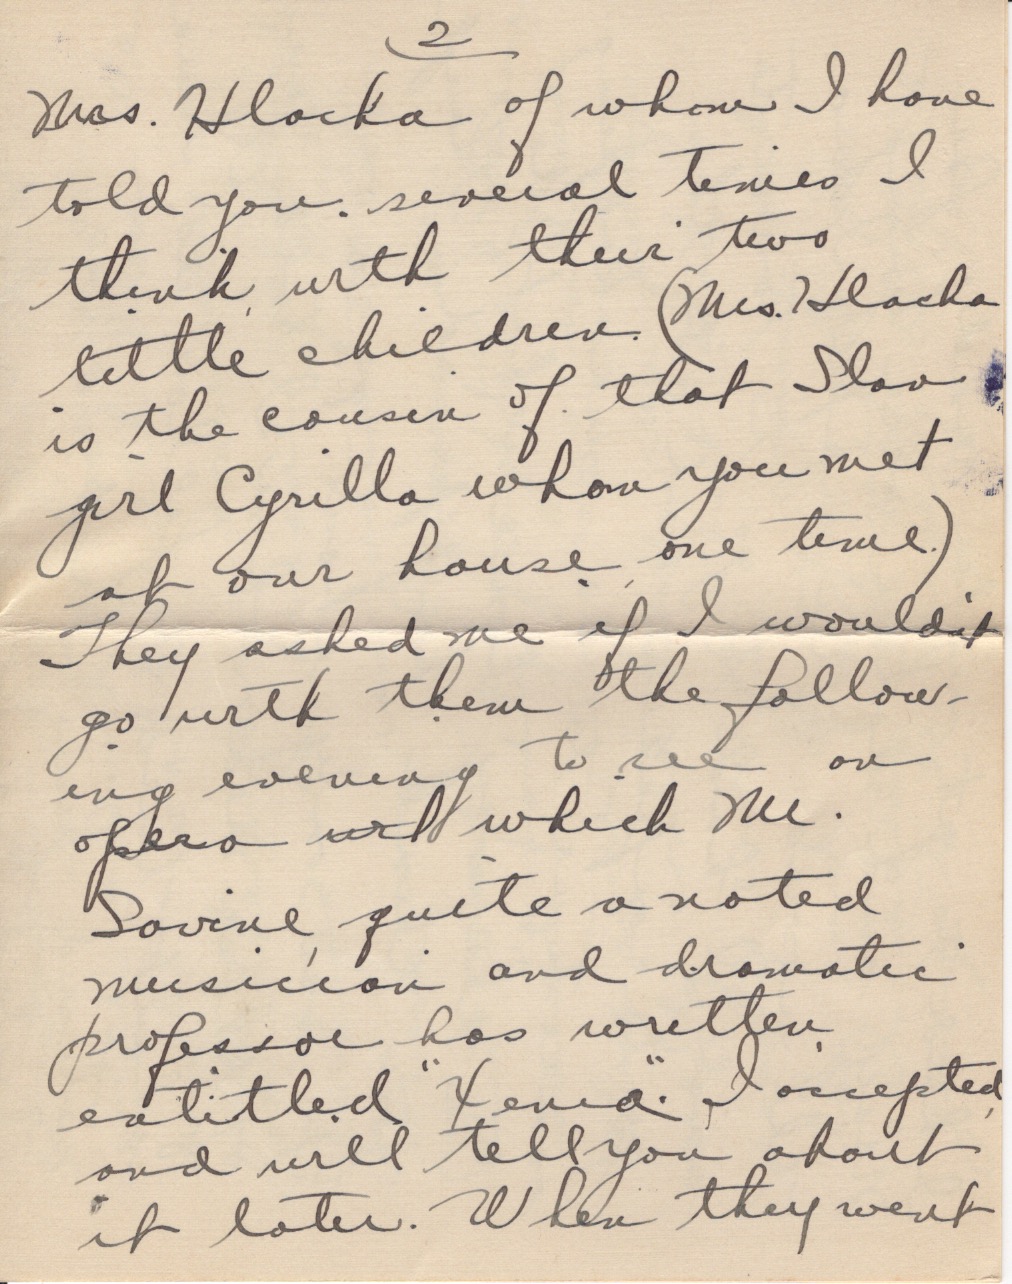 2
Mrs. Hlacka of whom I have
told you several times I
think, with their two
little children. (Mrs. Hlacka
is the cousin of that Slav
girl Cyrilla whom you met
at our house one time.)
They asked me if I wouldn't
go with them the follow-
ing evening to see an
opera which Mr.
Savine, quite a noted
musician and dramatic
professor has written,
entitled "Xenia". I accepted,
and will tell you about
it later. When they went